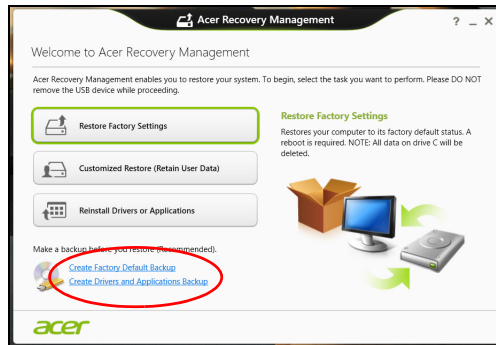 Acer Recovery Management
? _ X
Welcome to Acer Recovery Management
Acer Recovery Management enables you to restore your system. To begin, select the task you want to perform. Please DO NOT
remove the USB device while proceeding.
Restore Factory Settings
Customized Restore (Retain User Data)
Reinstall Drivers or Applications
Restore Factory Settings
Restores your computer to its factory default status. A
reboot is required. NOTE: All data on drive C will be
deleted.
Make a backup before you restore (Recommended).
Create Factory Default Backup
Create Drivers and Applications Backup
acer